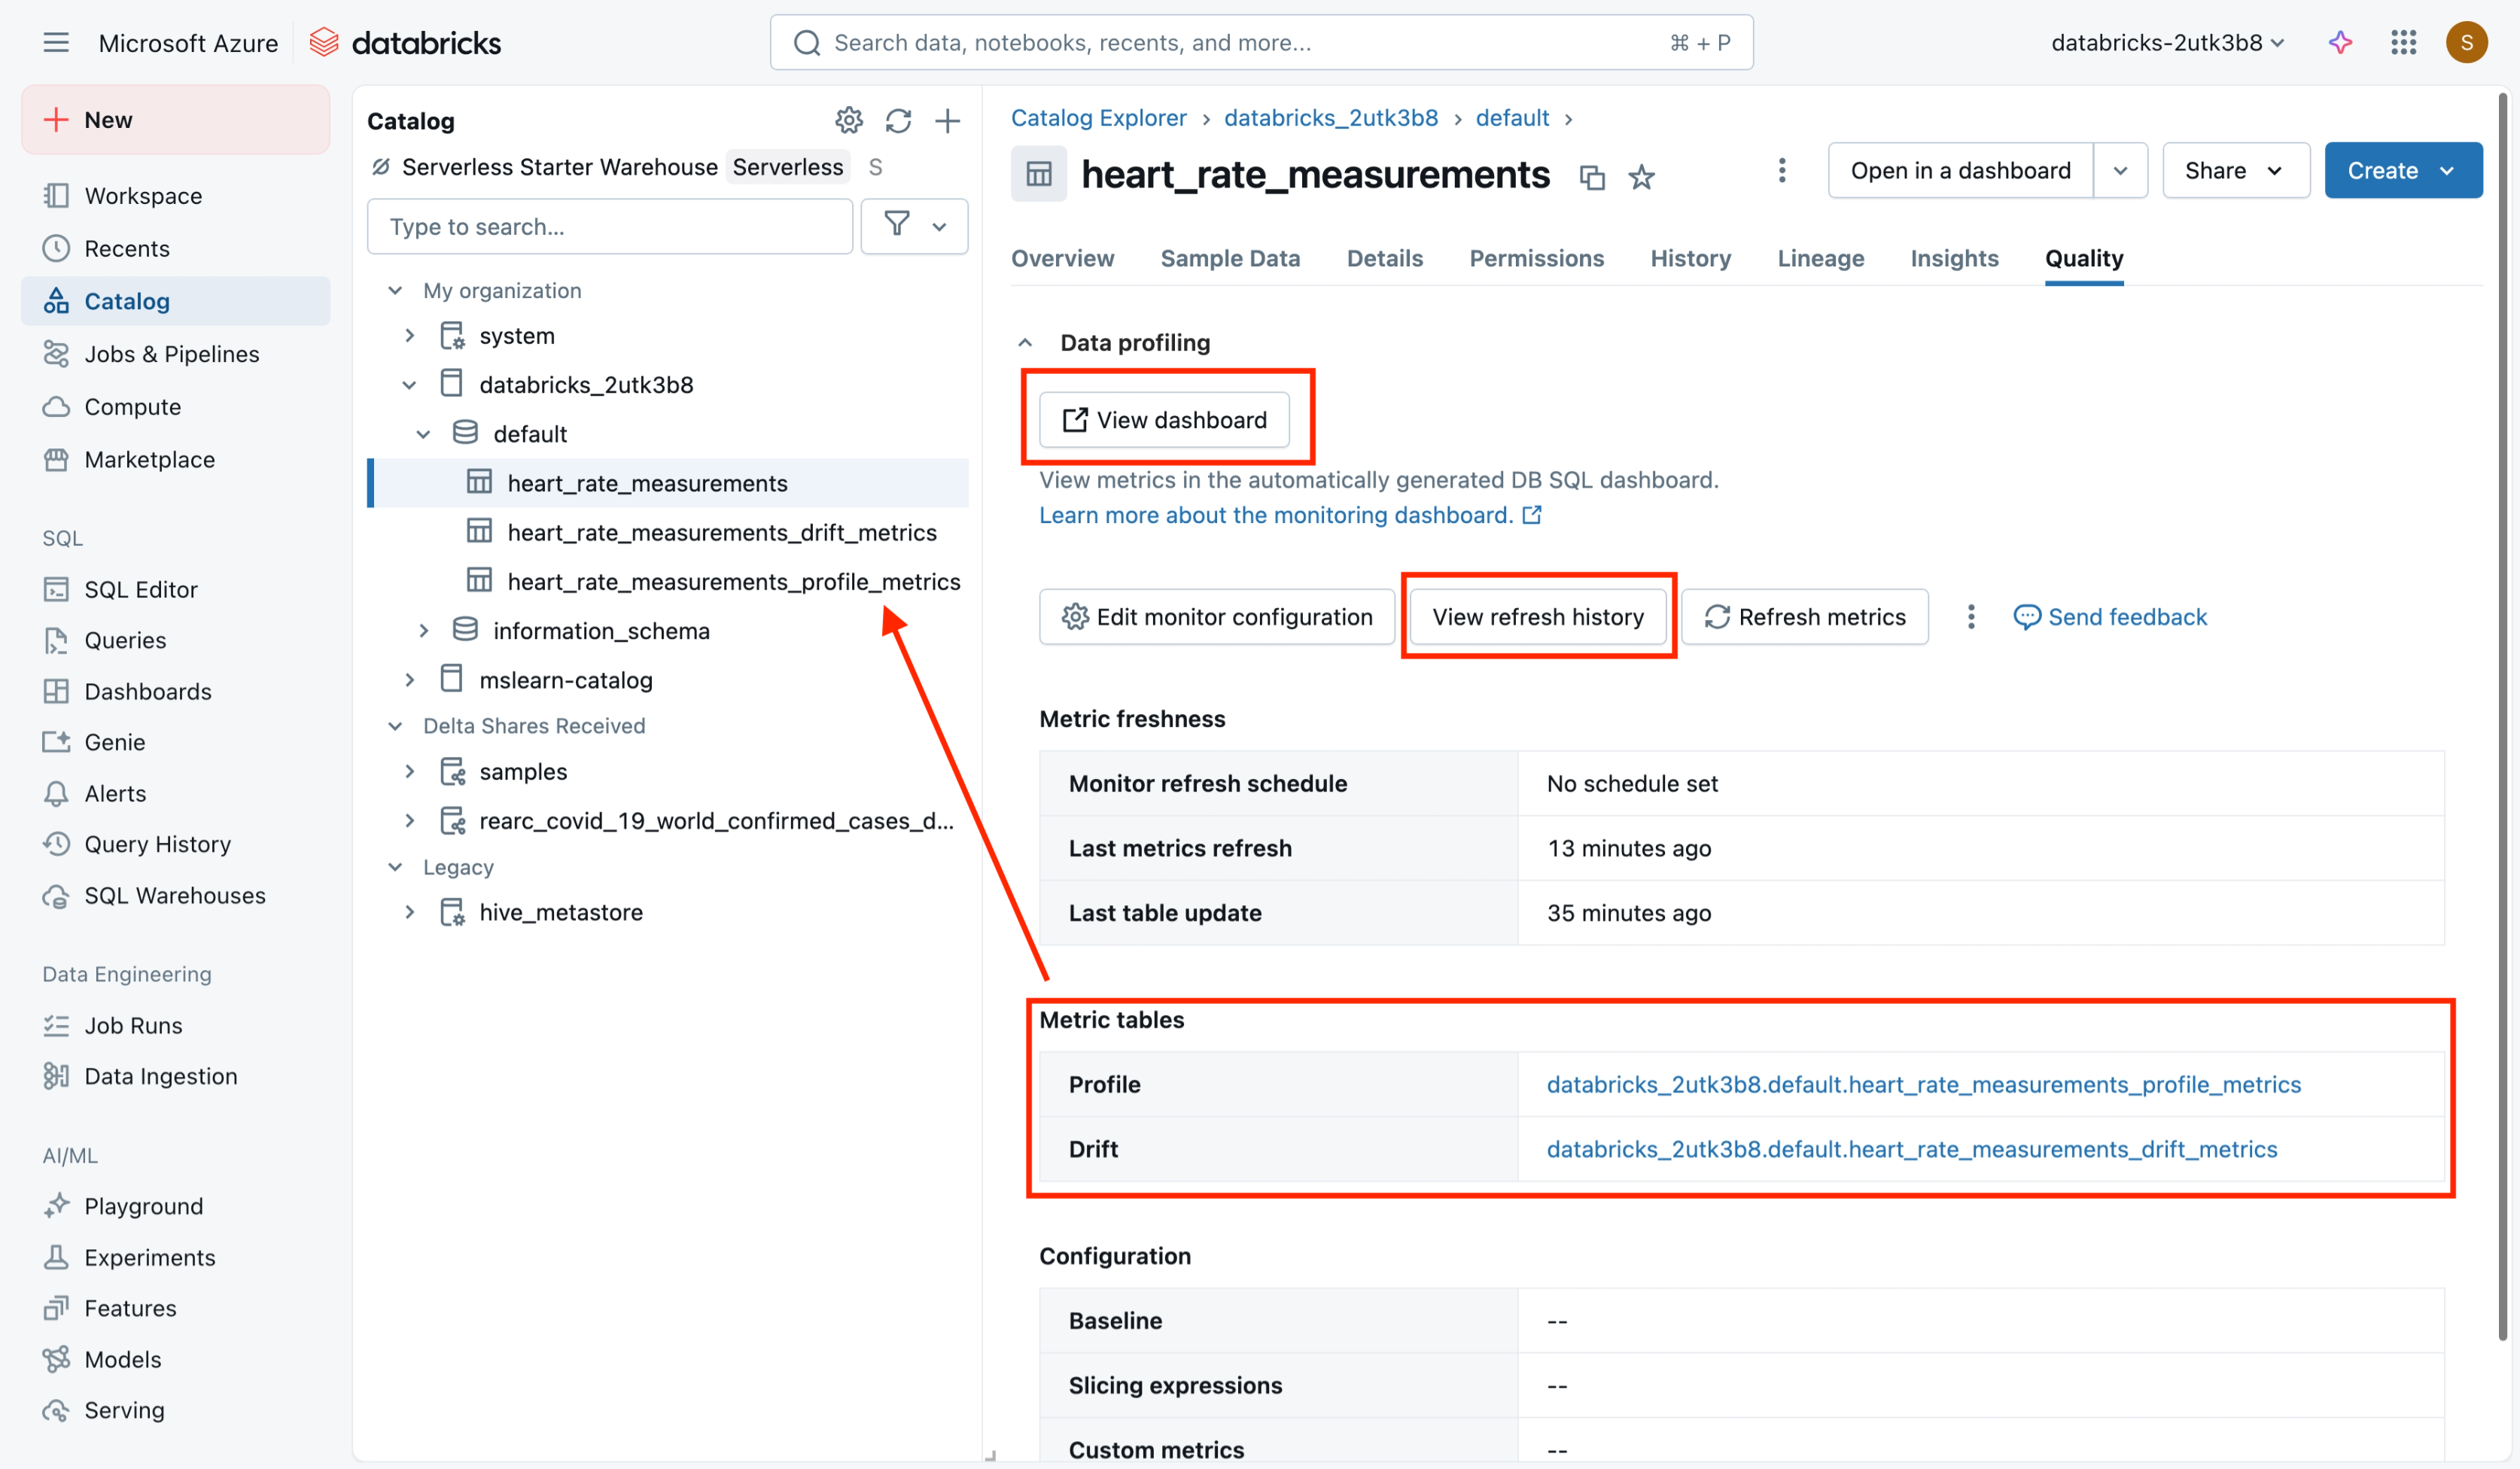 Microsoft Azure databricks
Search data, notebooks, recents, and more...
⌘ + P
databricks-2utk3b8
S
New
Workspace
Recents
Catalog
Jobs & Pipelines
Compute
Marketplace
SQL
SQL Editor
Queries
Dashboards
Genie
Alerts
Query History
SQL Warehouses
Data Engineering
Job Runs
Data Ingestion
AI/ML
Playground
Experiments
Features
Models
Serving
Catalog
Serverless Starter Warehouse Serverless S
Type to search...
My organization
system
databricks_2utk3b8
default
heart_rate_measurements
heart_rate_measurements_drift_metrics
heart_rate_measurements_profile_metrics
information_schema
mslearn-catalog
Delta Shares Received
samples
rearc_covid_19_world_confirmed_cases_d...
Legacy
hive_metastore
Catalog Explorer > databricks_2utk3b8 > default >
heart_rate_measurements
Open in a dashboard
Share
Create
Overview Sample Data Details Permissions History Lineage Insights Quality
Data profiling
View dashboard
View metrics in the automatically generated DB SQL dashboard.
Learn more about the monitoring dashboard.
Edit monitor configuration
View refresh history
Refresh metrics
Send feedback
Metric freshness
Monitor refresh schedule No schedule set
Last metrics refresh 13 minutes ago
Last table update 35 minutes ago
Metric tables
Profile databricks_2utk3b8.default.heart_rate_measurements_profile_metrics
Drift databricks_2utk3b8.default.heart_rate_measurements_drift_metrics
Configuration
Baseline --
Slicing expressions --
Custom metrics --